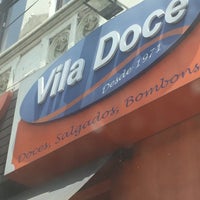 Vila Doce
Desde 1971
Doces, Salgados, Bombons